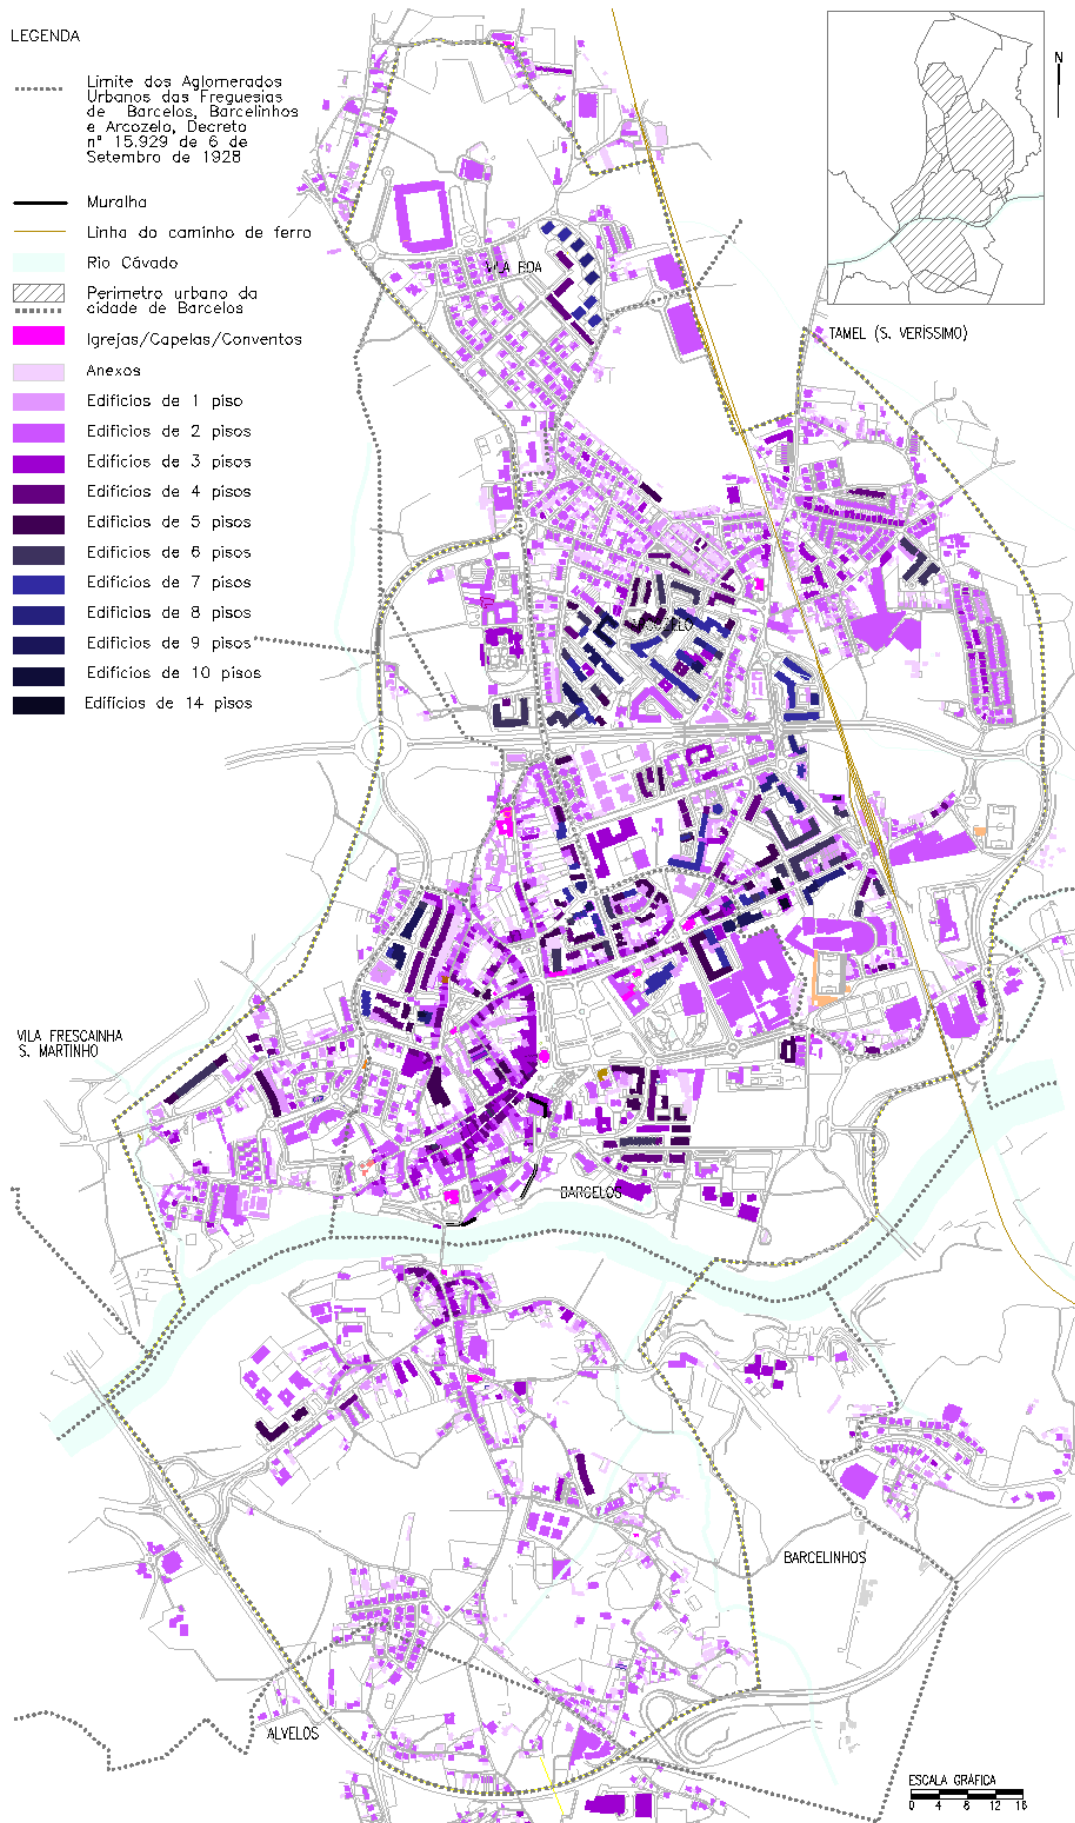 LEGENDA
Limite dos Aglomerados
Urbanos das Freguesias
de Barcelos, Barcelinhos
e Arcozelo, Decreto
nº 15.929 de 6 de
Setembro de 1928
Muralha
Linha do caminho de ferro
Rio Cávado
Perimetro urbano da
cidade de Barcelos
Igrejas/Capelas/Conventos
Anexos
Edificios de 1 piso
Edificios de 2 pisos
Edificios de 3 pisos
Edificios de 4 pisos
Edificios de 5 pisos
Edificios de 6 pisos
Edificios de 7 pisos
Edificios de 8 pisos
Edificios de 9 pisos
Edificios de 10 pisos
Edificios de 14 pisos
N
VILA BOA
TAMEL (S. VERÍSSIMO)
VILA FRESCAINHA
S. MARTINHO
BARCELOS
BARCELINHOS
ALVELOS
ESCALA GRÁFICA
0 4 8 12 16